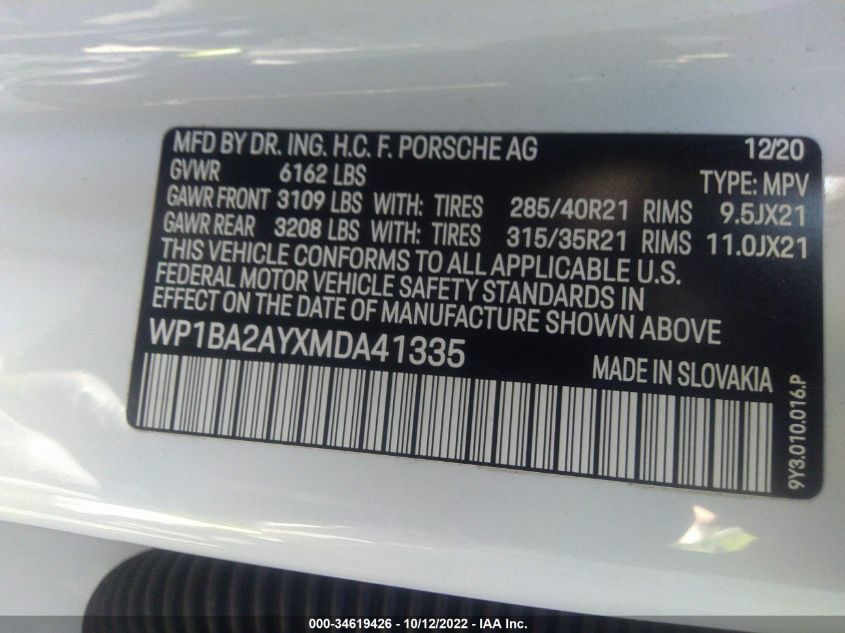 MFD BY DR. ING. H.C. F. PORSCHE AG 12/20
GVWR 6162 LBS TYPE: MPV
GAWR FRONT 3109 LBS WITH: TIRES 285/40R21 RIMS 9.5JX21
GAWR REAR 3208 LBS WITH: TIRES 315/35R21 RIMS 11.0JX21
THIS VEHICLE CONFORMS TO ALL APPLICABLE U.S.
FEDERAL MOTOR VEHICLE SAFETY STANDARDS IN
EFFECT ON THE DATE OF MANUFACTURE SHOWN ABOVE
WP1BA2AYXMDA41335
MADE IN SLOVAKIA
9Y3.010.016.P
000-34619426 - 10/12/2022 - IAA Inc.